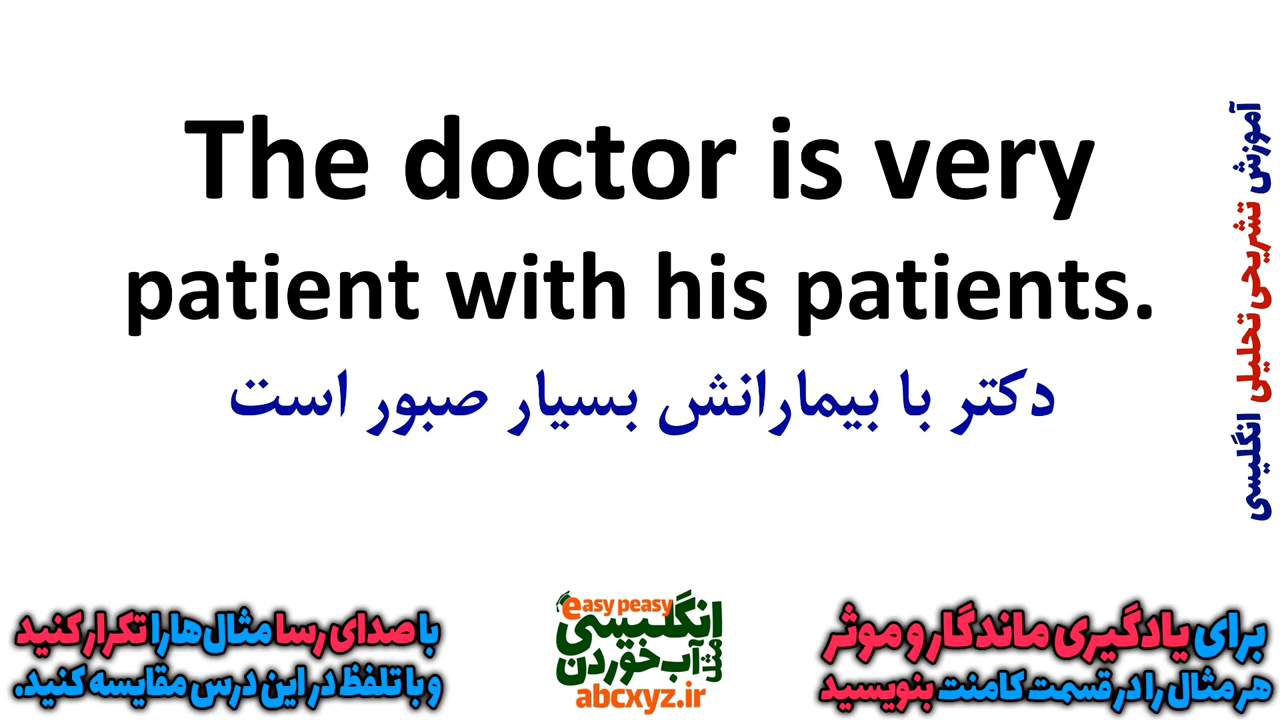 The doctor is very
patient with his patients.
دکتر با بیمارانش بسیار صبور است
آموزش تشریحی تحلیلی انگلیسی
برای یادگیری ماندگار و موثر
هر مثال را در قسمت کامنت بنویسید
easy peasy
انگلیسی
مثل آب خوردن
abcxyz.ir
با صدای رسا مثال‌ها را تکرار کنید
و با تلفظ در این درس مقایسه کنید.